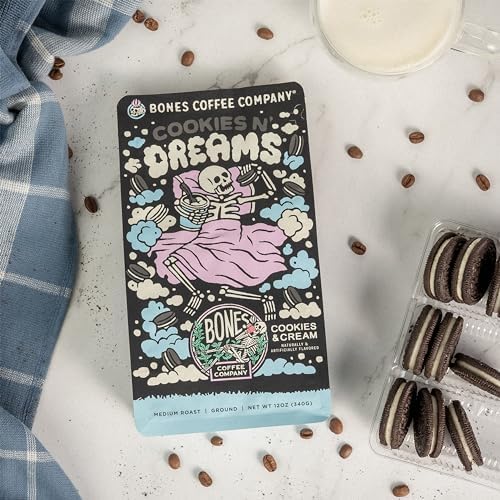 BONES COFFEE COMPANY®
COOKIES N'
DREAMS
BONES
COFFEE
COMPANY
COOKIES
& CREAM
NATURALLY &
ARTIFICIALLY FLAVORED
MEDIUM ROAST | GROUND | NET WT 12OZ (340G)